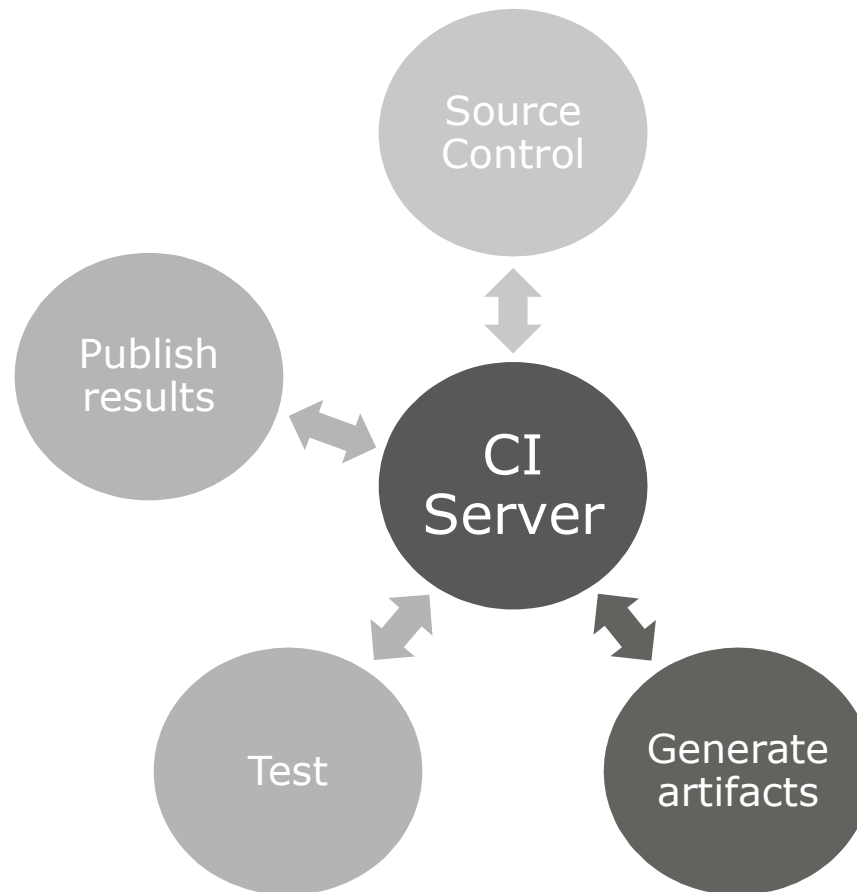 Source
Control
Publish
results
CI
Server
Test
Generate
artifacts